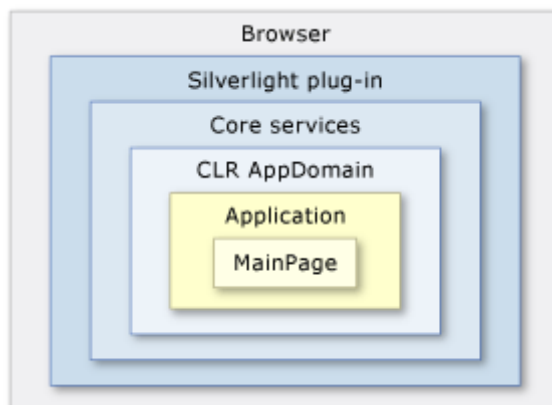 Browser
Silverlight plug-in
Core services
CLR AppDomain
Application
MainPage